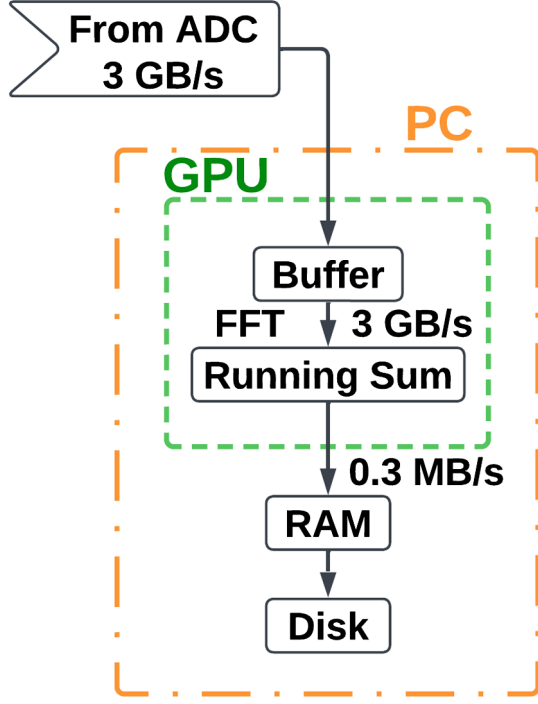 From ADC
3 GB/s
PC
GPU
Buffer
FFT 3 GB/s
Running Sum
0.3 MB/s
RAM
Disk